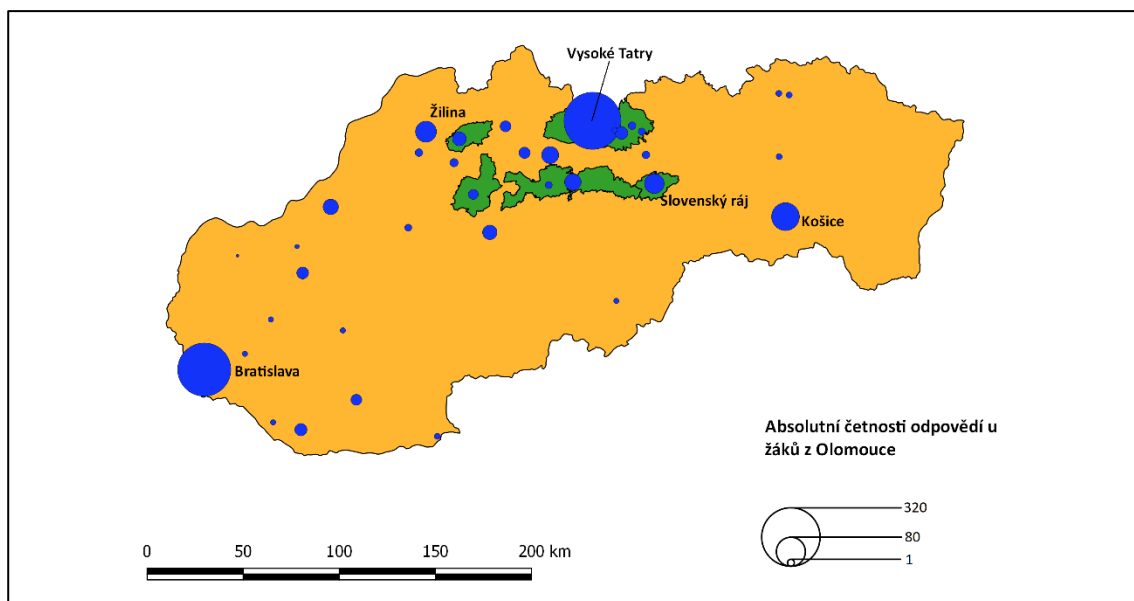 Vysoké Tatry
Žilina
Slovenský ráj
Košice
Bratislava
Absolutní četnosti odpovědí u
žáků z Olomouce
320
80
1
0 50 100 150 200 km